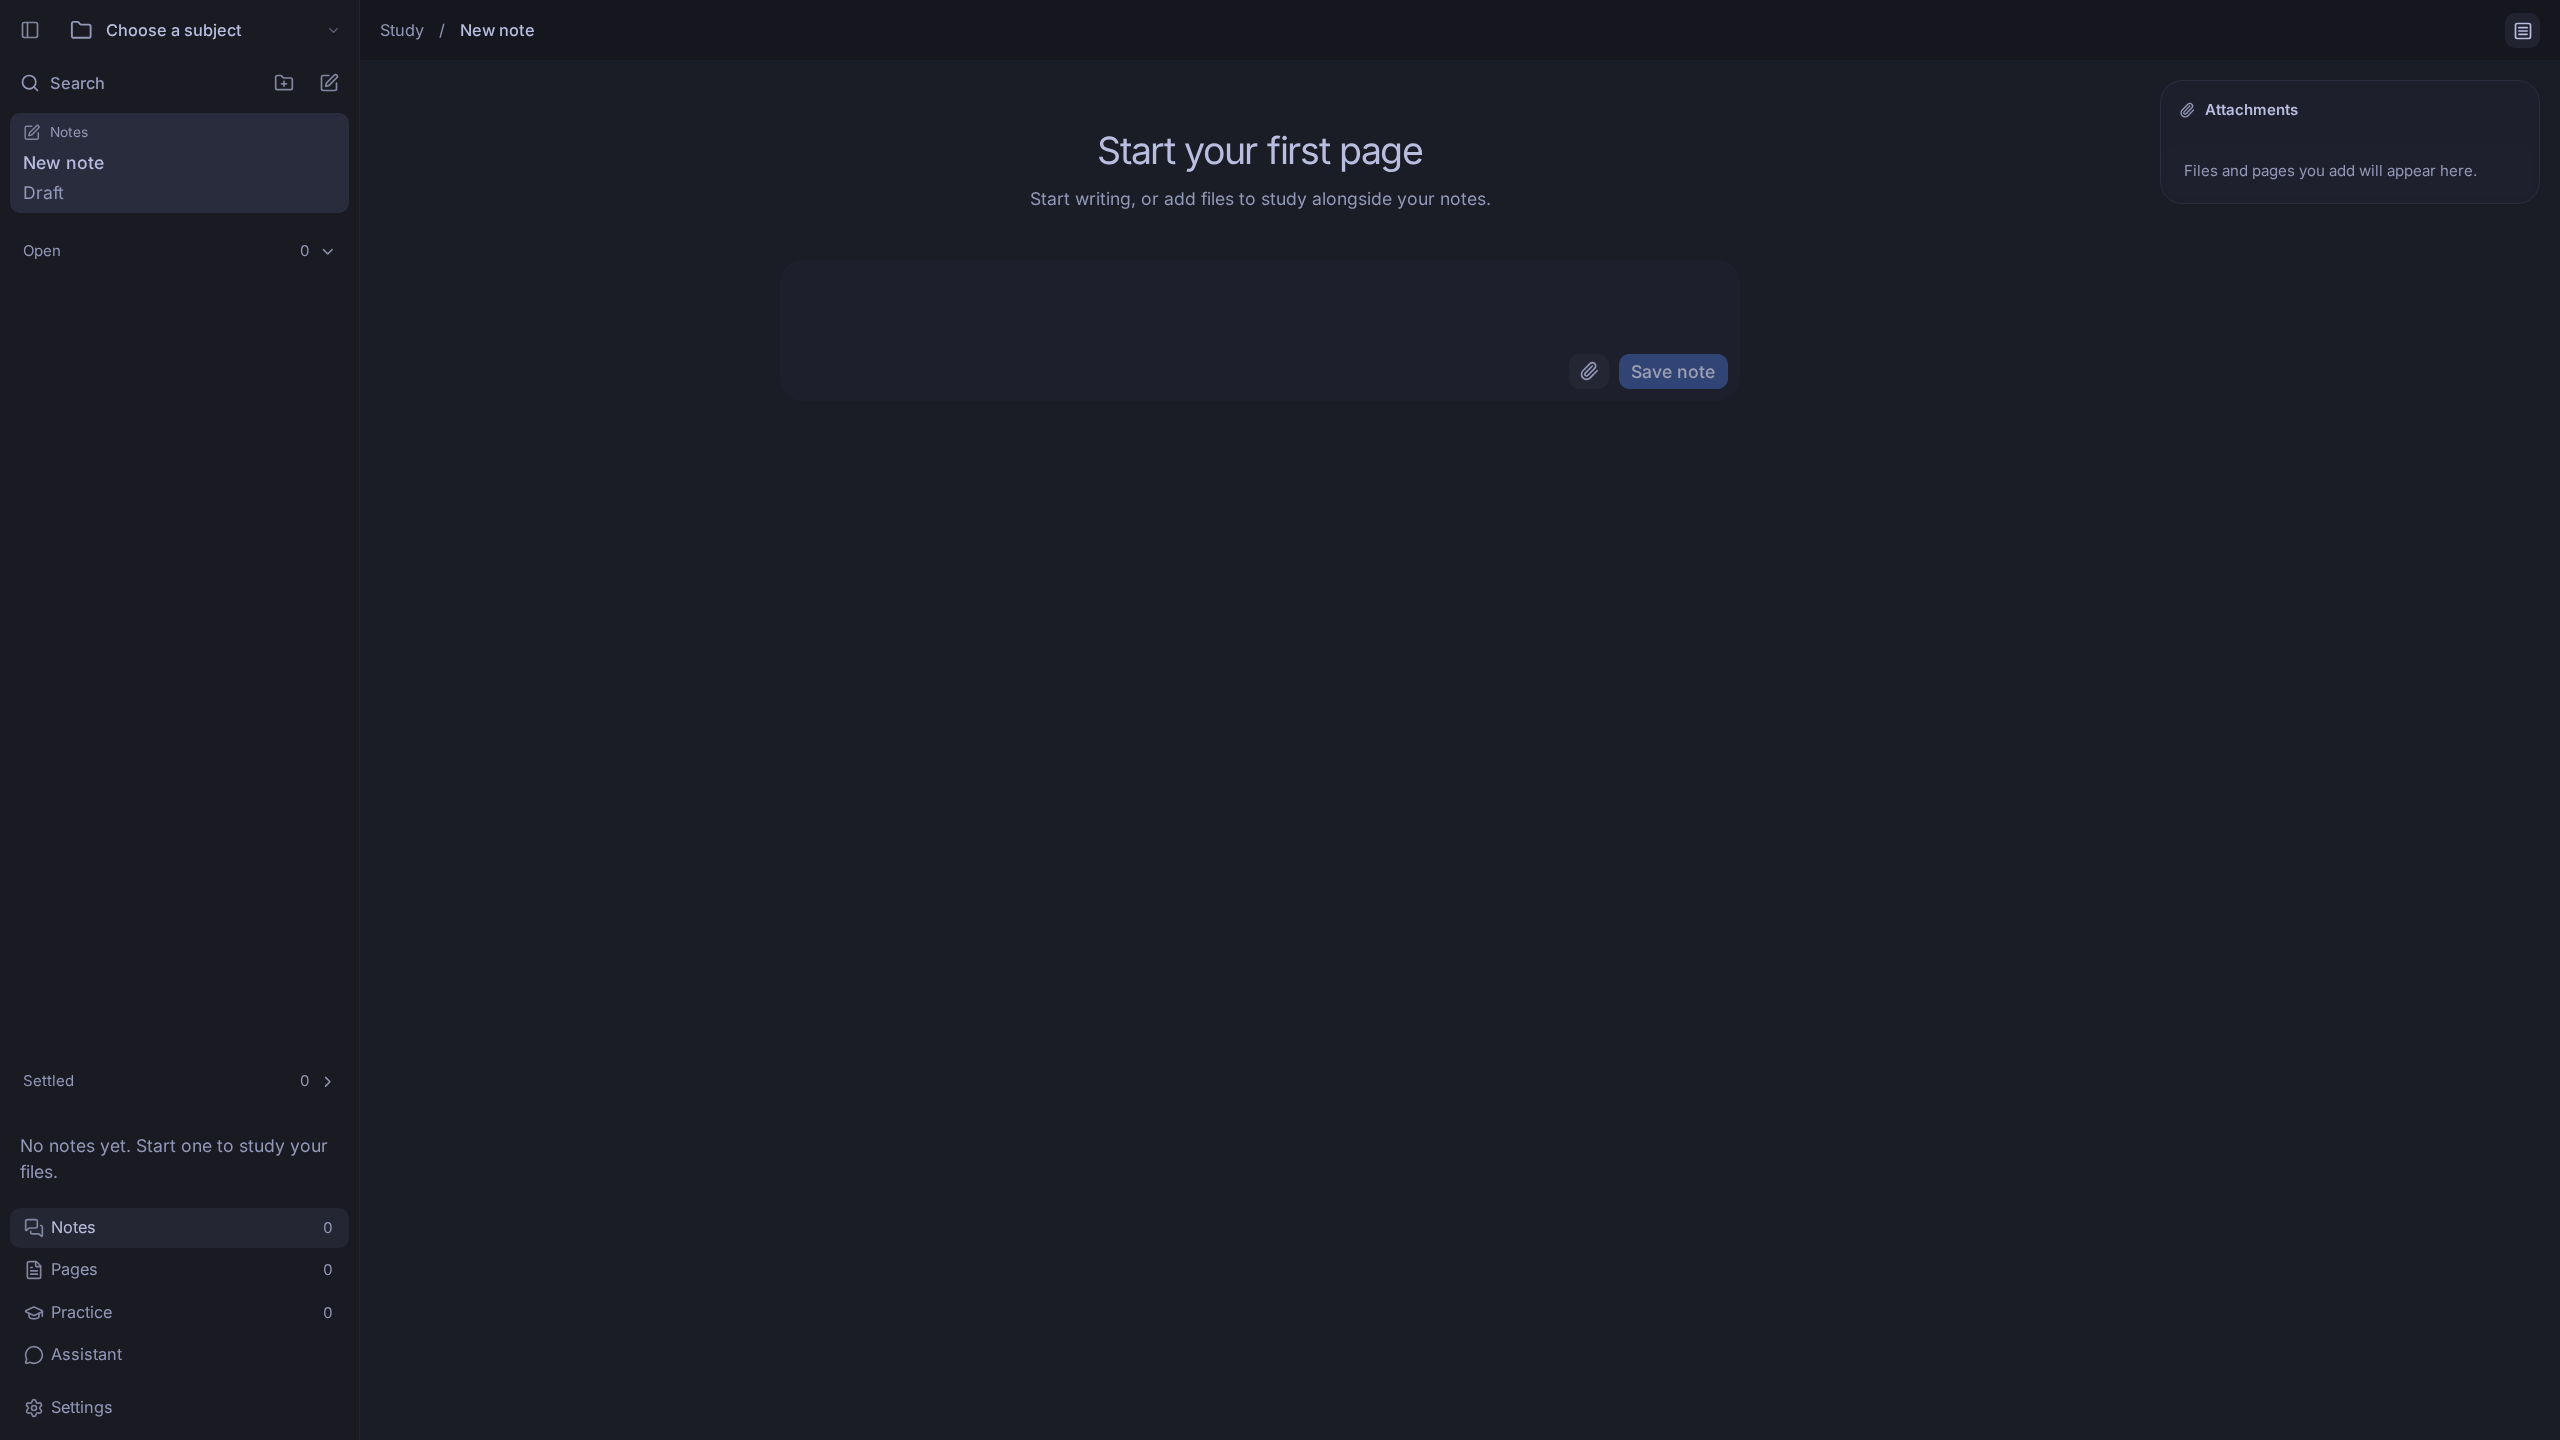 Choose a subject
Search
Notes
New note
Draft
Open 0
Settled 0
No notes yet. Start one to study your
files.
Notes 0
Pages 0
Practice 0
Assistant
Settings
Study / New note
Start your first page
Start writing, or add files to study alongside your notes.
Save note
Attachments
Files and pages you add will appear here.